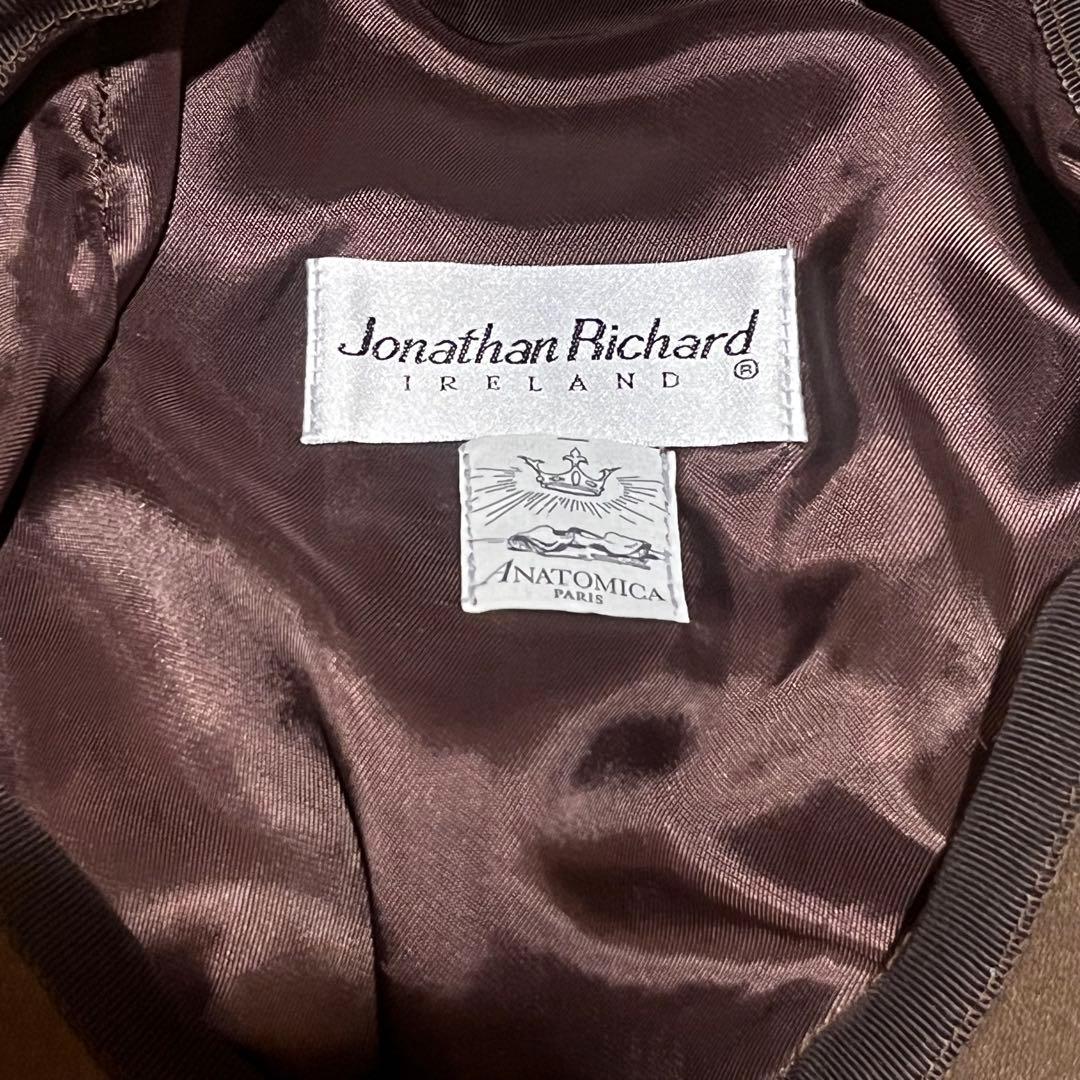 Jonathan Richard
IRELAND ®
ANATOMICA
PARIS